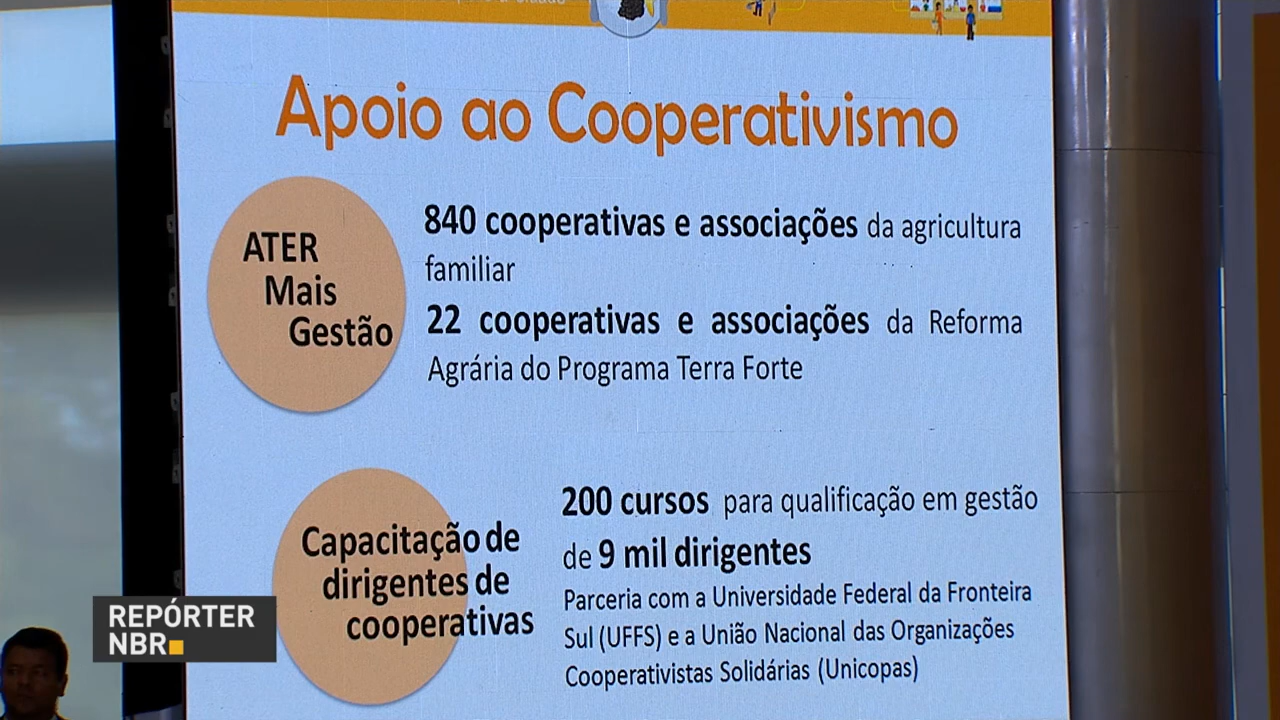 Apoio ao Cooperativismo
ATER
Mais
Gestão
840 cooperativas e associações da agricultura
familiar
22 cooperativas e associações da Reforma
Agrária do Programa Terra Forte
Capacitação de
dirigentes de
cooperativas
200 cursos para qualificação em gestão
de 9 mil dirigentes
Parceria com a Universidade Federal da Fronteira
Sul (UFFS) e a União Nacional das Organizações
Cooperativistas Solidárias (Unicopas)
REPÓRTER
NBR